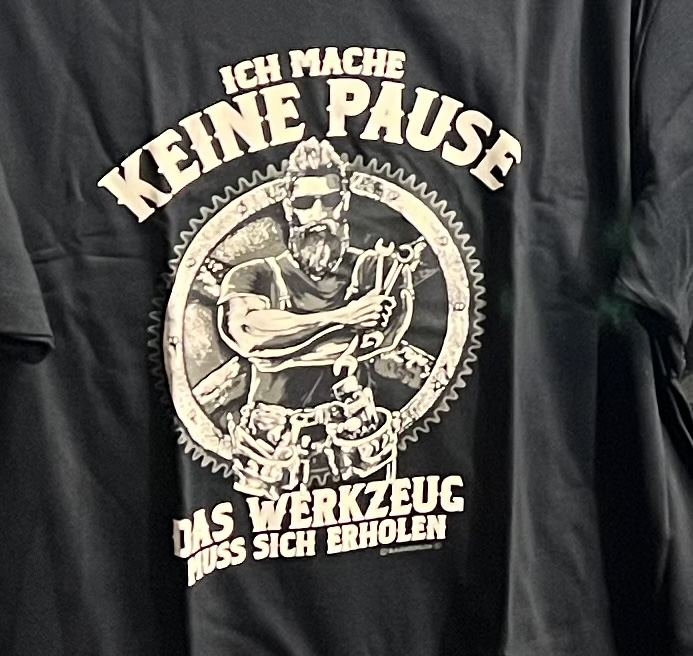 ICH MACHE
KEINE PAUSE
DAS WERKZEUG
MUSS SICH ERHOLEN